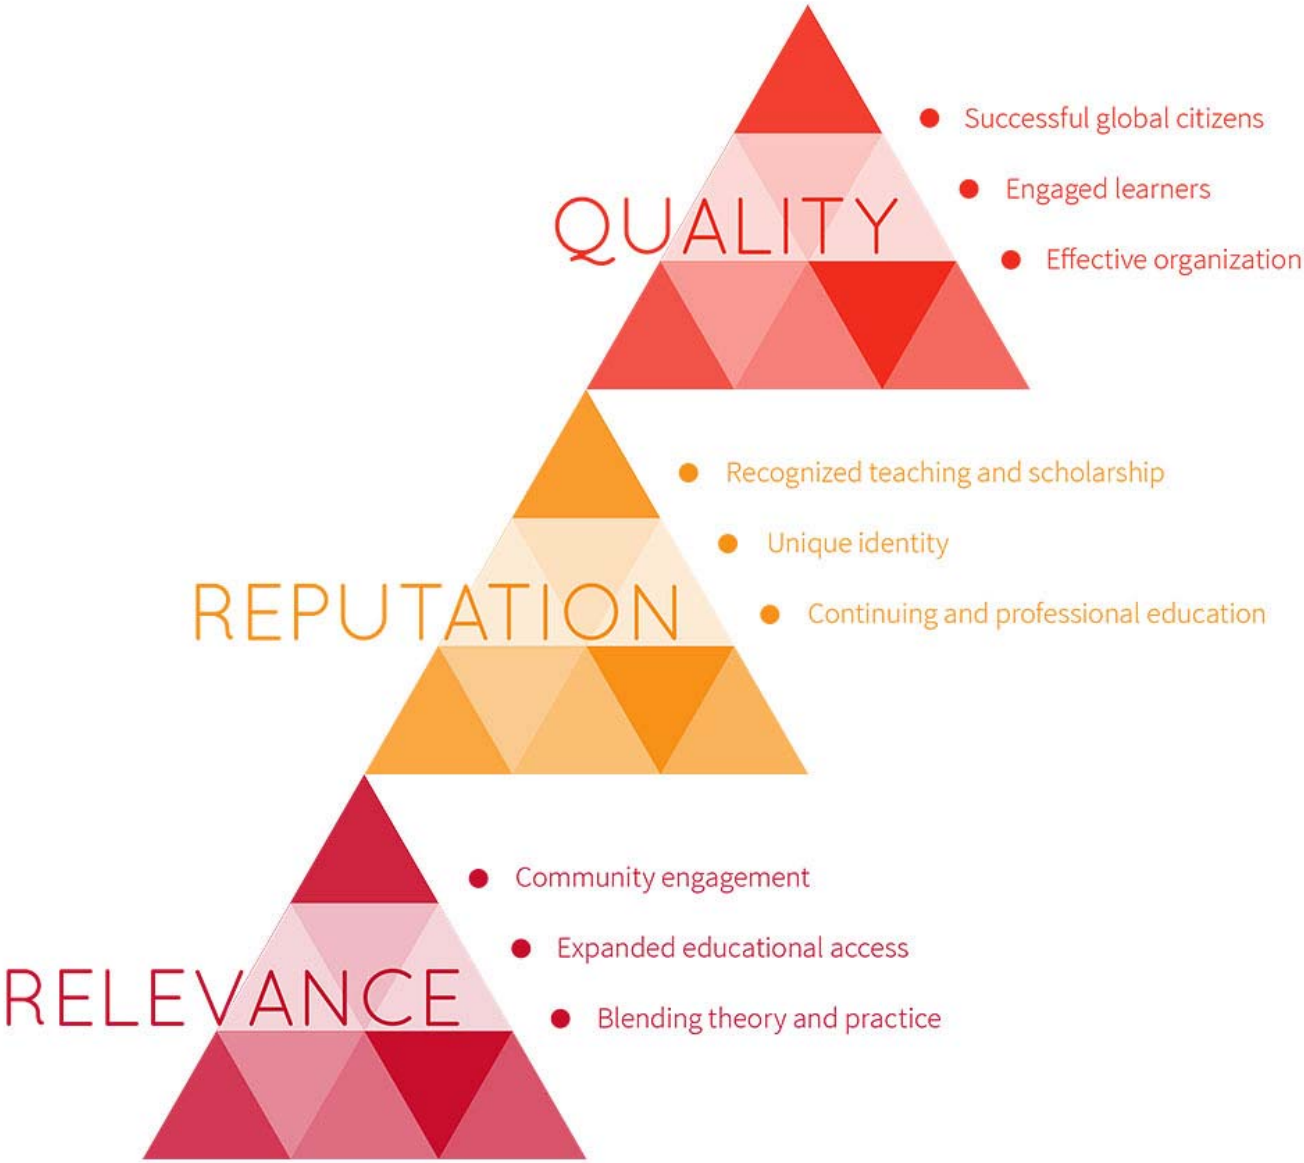 QUALITY
Successful global citizens
Engaged learners
Effective organization
REPUTATION
Recognized teaching and scholarship
Unique identity
Continuing and professional education
RELEVANCE
Community engagement
Expanded educational access
Blending theory and practice